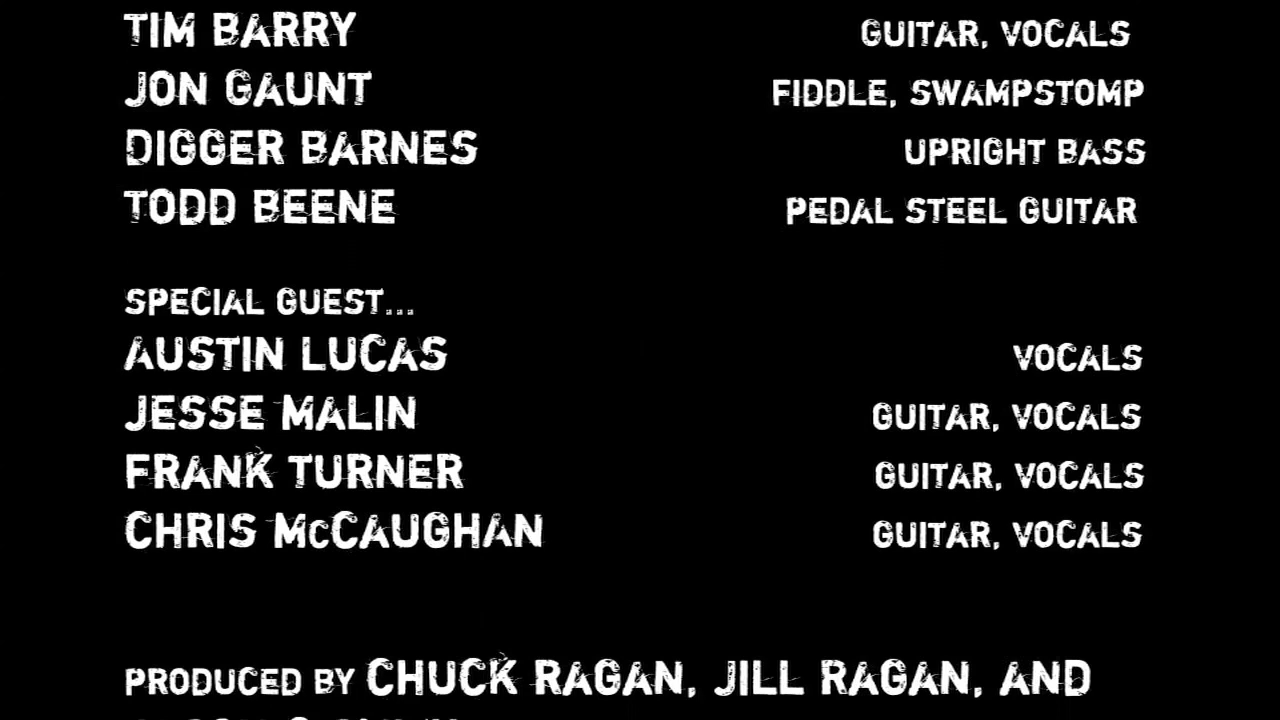 TIM BARRY GUITAR, VOCALS
JON GAUNT FIDDLE, SWAMPSTOMP
DIGGER BARNES UPRIGHT BASS
TODD BEENE PEDAL STEEL GUITAR
SPECIAL GUEST...
AUSTIN LUCAS VOCALS
JESSE MALIN GUITAR, VOCALS
FRANK TURNER GUITAR, VOCALS
CHRIS McCAUGHAN GUITAR, VOCALS
PRODUCED BY CHUCK RAGAN, JILL RAGAN, AND